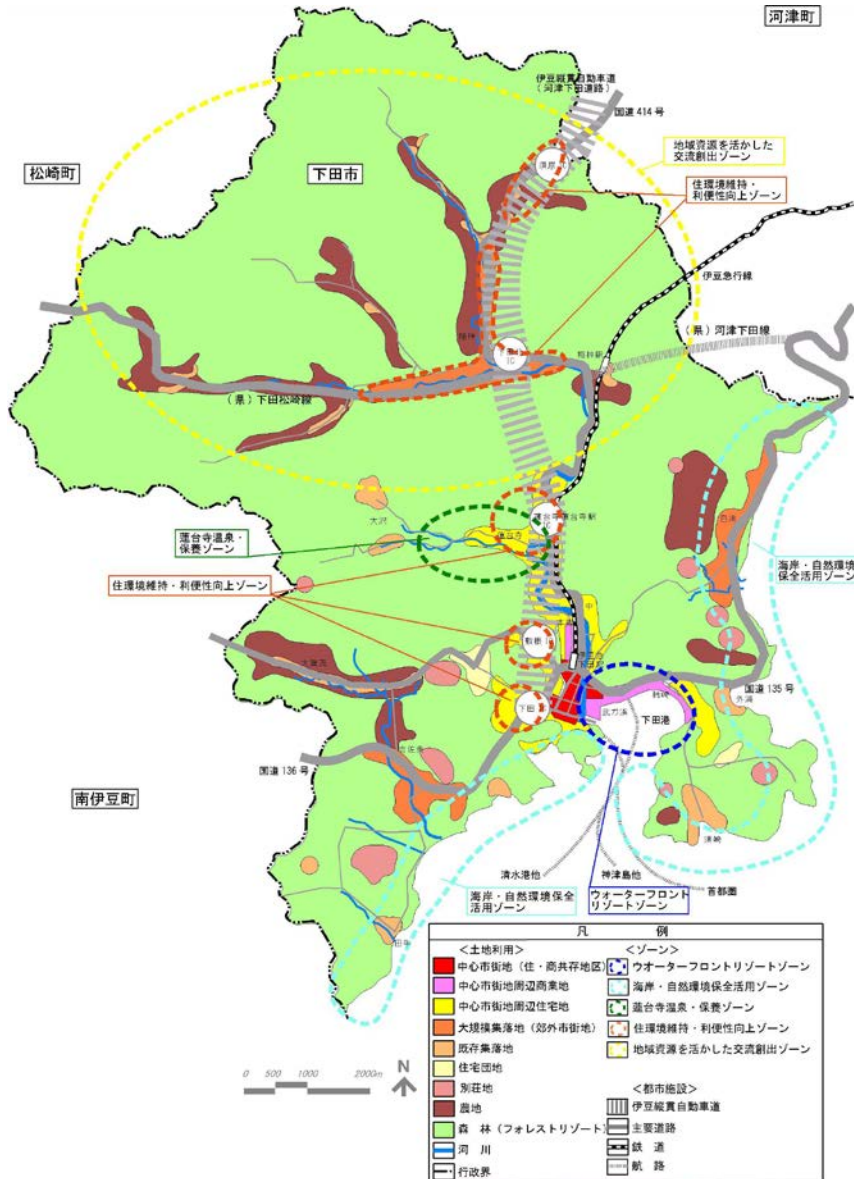 河津町
伊豆縦貫自動車道
(河津下田道路)
国道414号
地域資源を活かした
交流創出ゾーン
松崎町
下田市
住環境維持・
利便性向上ゾーン
伊豆急行線
(県)河津下田線
稲梓
稲梓駅
IC
(県)下田松崎線
蓮台寺温泉・
保養ゾーン
大沢
蓮台寺
蓮台寺駅
IC
白浜
海岸・自然環境
保全活用ゾーン
住環境維持・利便性向上ゾーン
敷根
大賀茂
国道135号
柿崎
外浦
下田
武ガ浜
下田港
吉佐美
国道136号
南伊豆町
須崎
清水港他
神津島他
首都圏
海岸・自然環境保全
活用ゾーン
ウォーターフロント
リゾートゾーン
田牛
凡 例
<土地利用>
中心市街地(住・商共存地区)
中心市街地周辺商業地
中心市街地周辺住宅地
大規模集落地(郊外市街地)
既存集落地
住宅団地
別荘地
農地
森 林(フォレストリゾート)
河 川
行政界
<ゾーン>
ウオーターフロントリゾートゾーン
海岸・自然環境保全活用ゾーン
蓮台寺温泉・保養ゾーン
住環境維持・利便性向上ゾーン
地域資源を活かした交流創出ゾーン
<都市施設>
伊豆縦貫自動車道
主要道路
鉄 道
航 路
0 500 1000 2000m
N